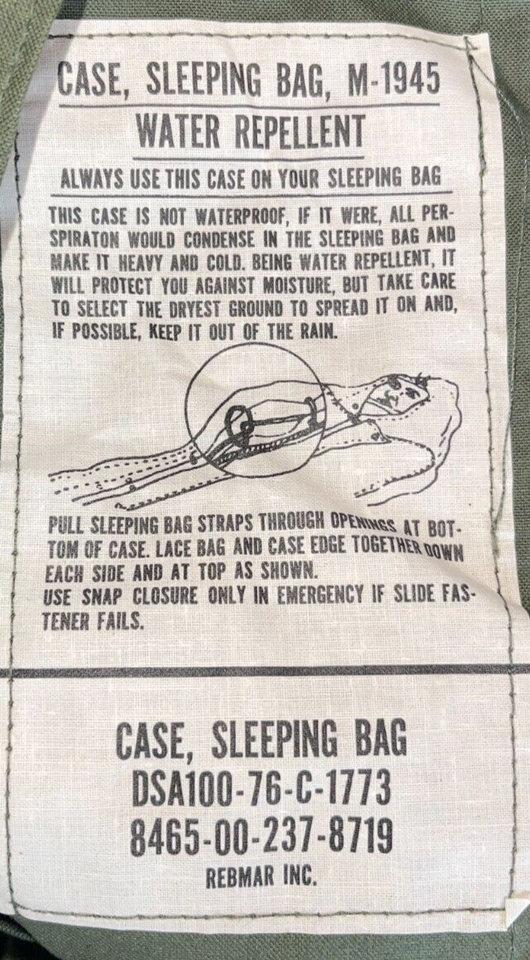 CASE, SLEEPING BAG, M-1945
WATER REPELLENT
ALWAYS USE THIS CASE ON YOUR SLEEPING BAG
THIS CASE IS NOT WATERPROOF, IF IT WERE, ALL PER-
SPIRATON WOULD CONDENSE IN THE SLEEPING BAG AND
MAKE IT HEAVY AND COLD. BEING WATER REPELLENT, IT
WILL PROTECT YOU AGAINST MOISTURE, BUT TAKE CARE
TO SELECT THE DRYEST GROUND TO SPREAD IT ON AND,
IF POSSIBLE, KEEP IT OUT OF THE RAIN.
PULL SLEEPING BAG STRAPS THROUGH OPENINGS AT BOT-
TOM OF CASE. LACE BAG AND CASE EDGE TOGETHER DOWN
EACH SIDE AND AT TOP AS SHOWN.
USE SNAP CLOSURE ONLY IN EMERGENCY IF SLIDE FAS-
TENER FAILS.
CASE, SLEEPING BAG
DSA100-76-C-1773
8465-00-237-8719
REBMAR INC.